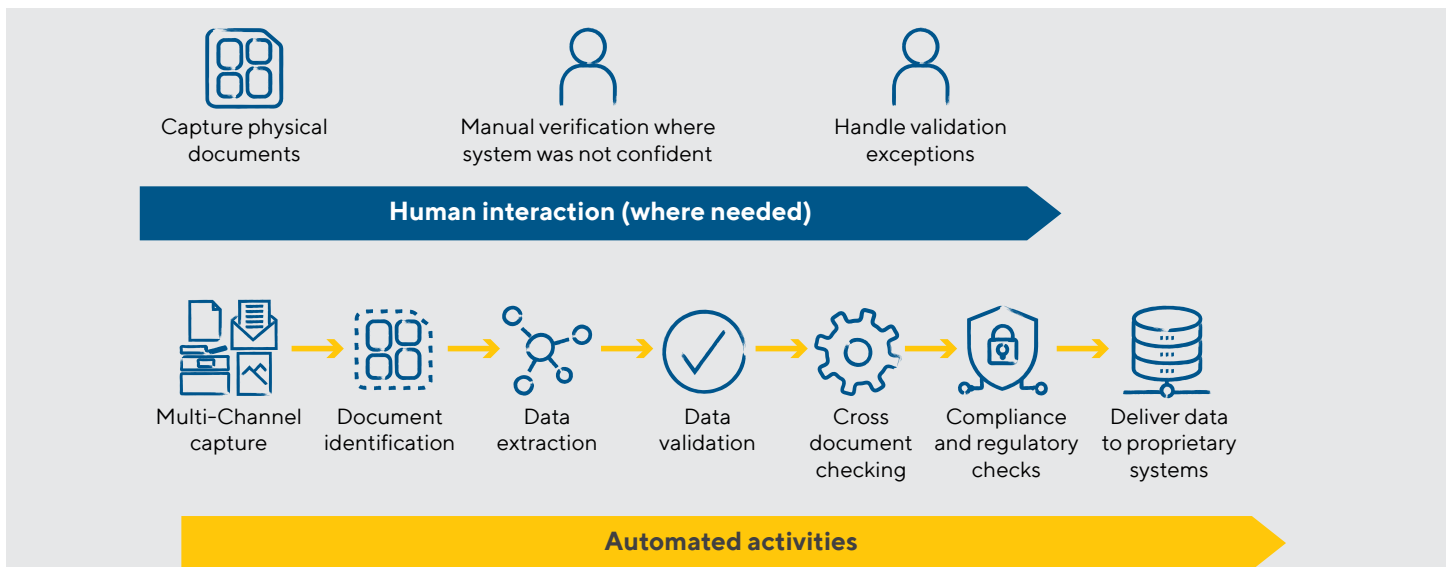 Capture physical
documents
Manual verification where
system was not confident
Handle validation
exceptions
Human interaction (where needed)
Multi-Channel
capture
Document
identification
Data
extraction
Data
validation
Cross
document
checking
Compliance
and regulatory
checks
Deliver data
to proprietary
systems
Automated activities